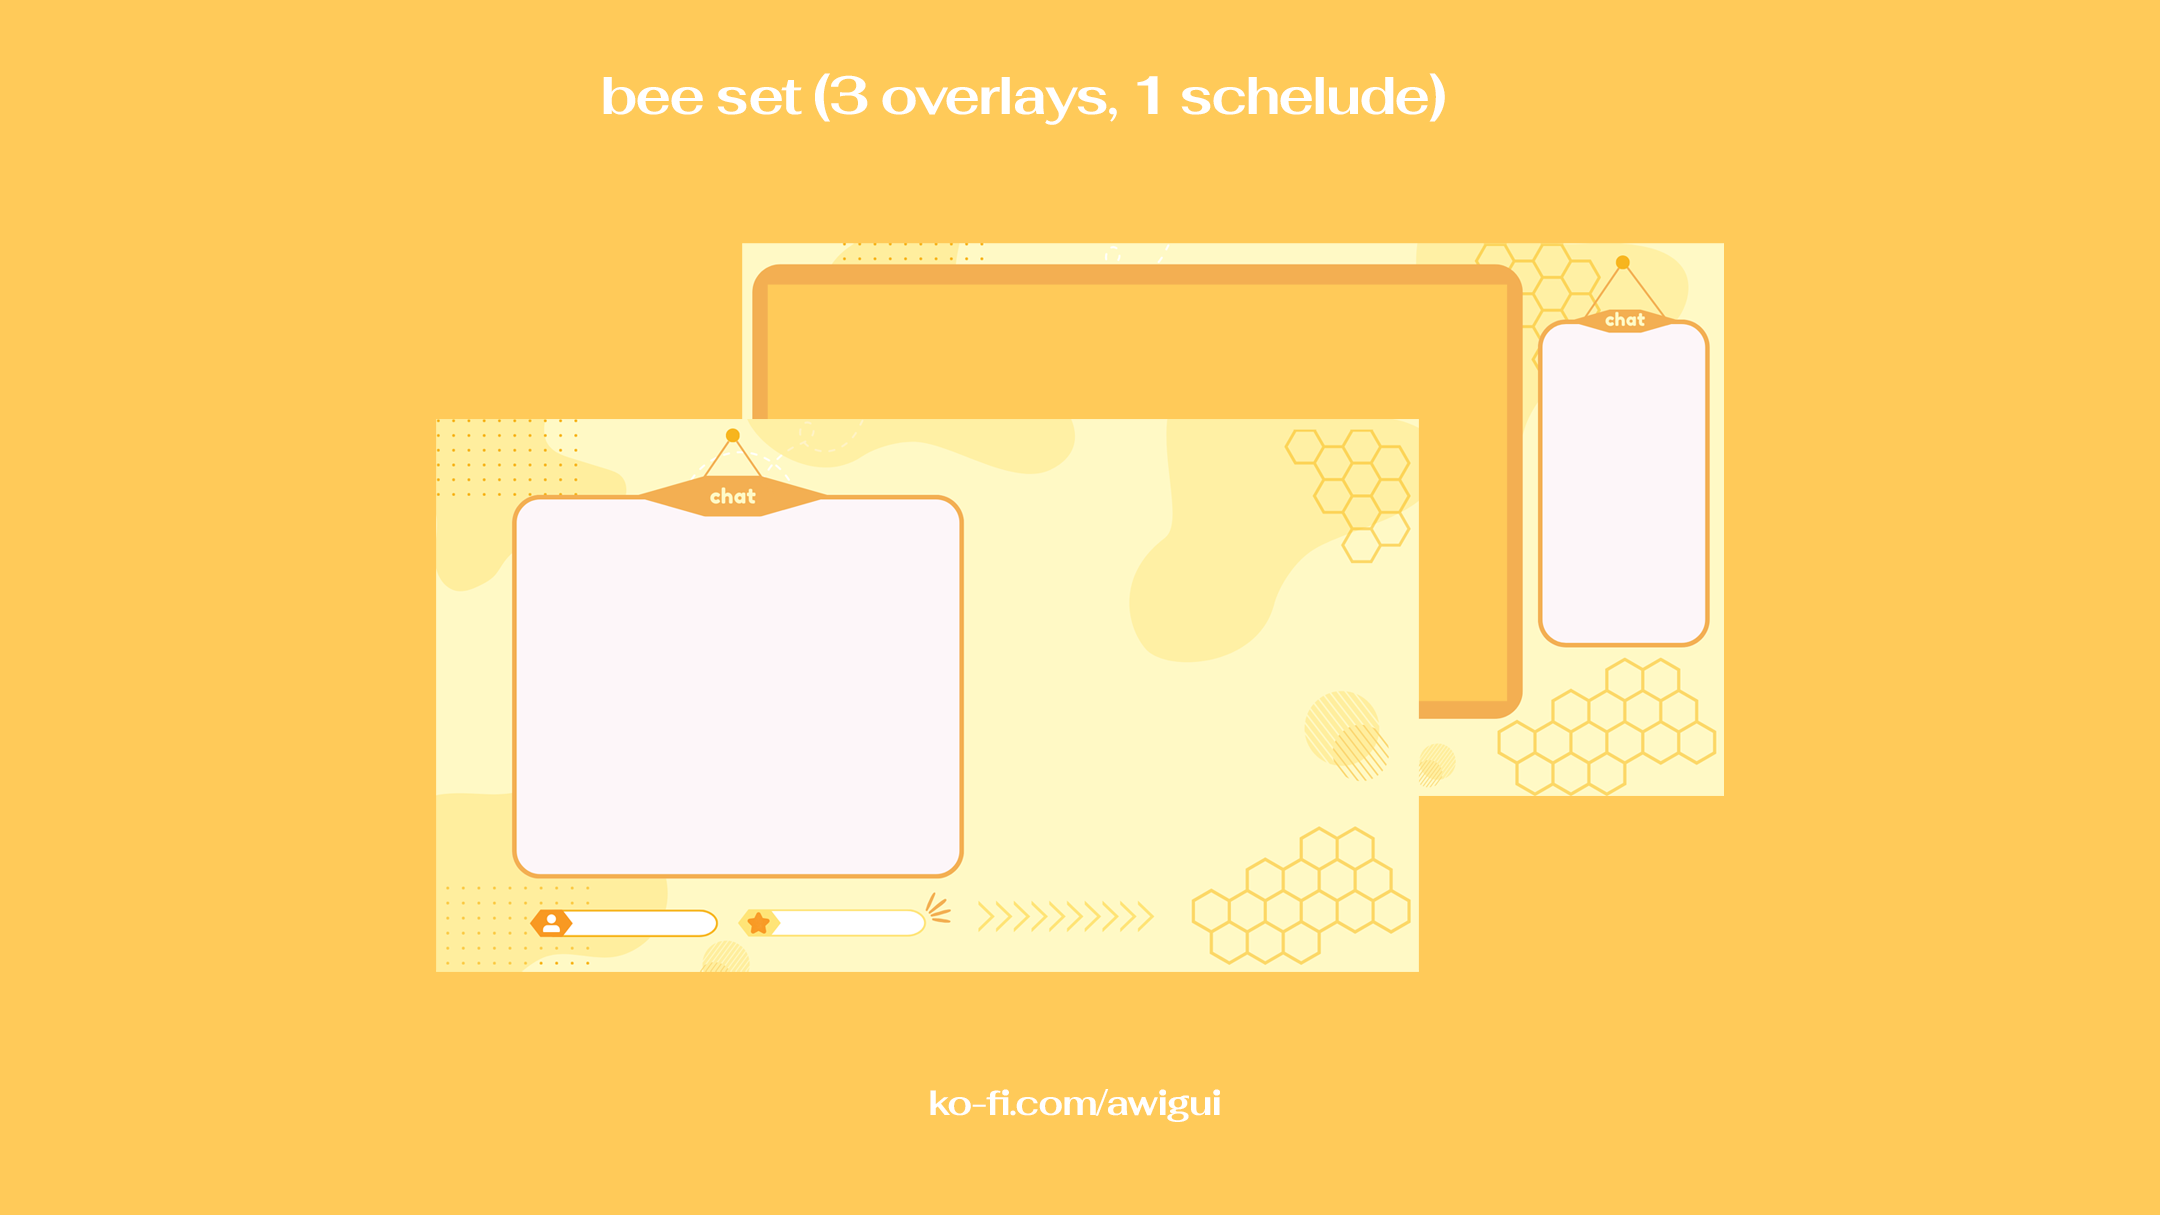 bee set (3 overlays, 1 schelude)
chat
chat
ko-fi.com/awigui